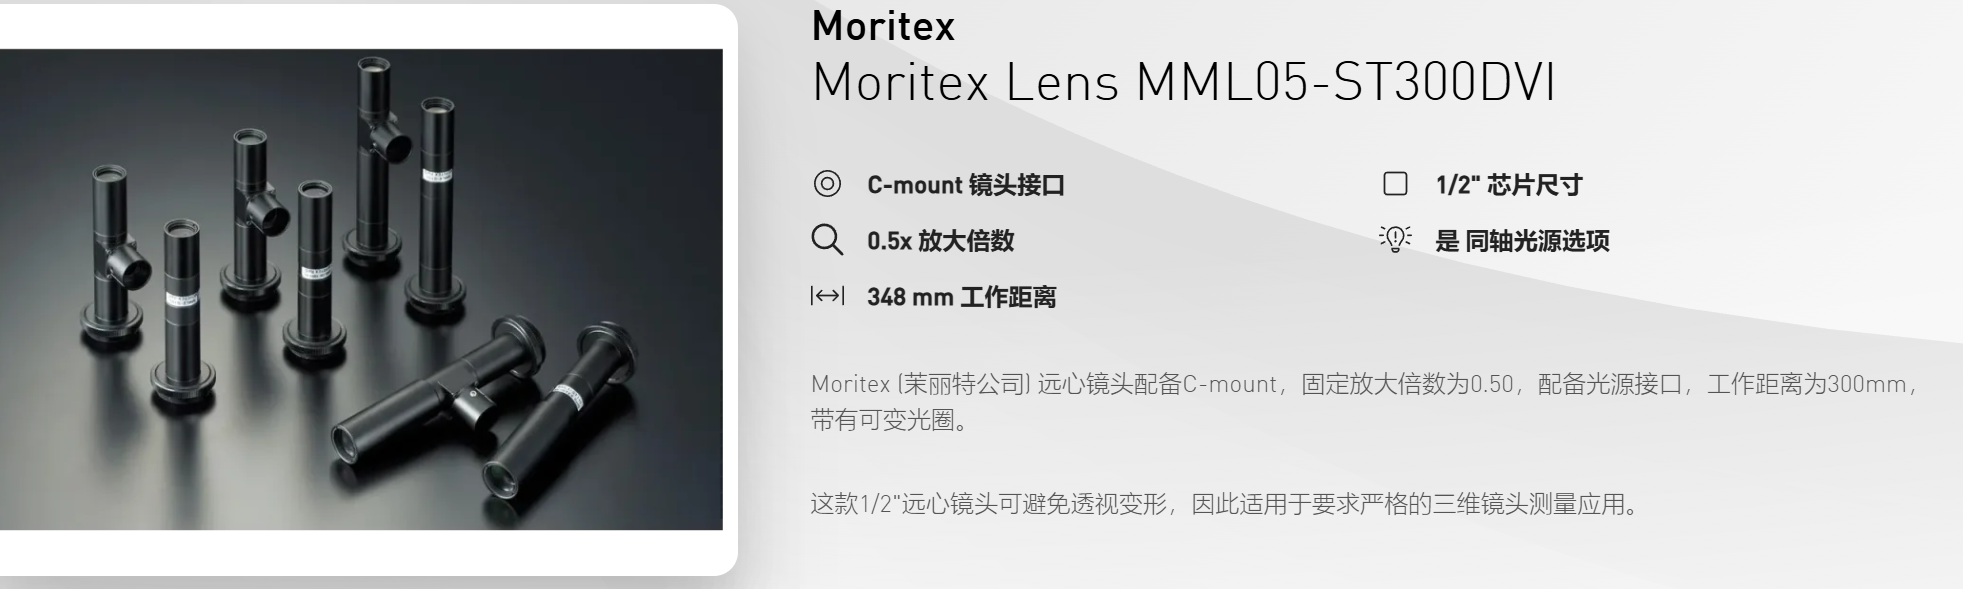 Moritex
Moritex Lens MML05-ST300DVI
C-mount 镜头接口
1/2" 芯片尺寸
0.5x 放大倍数
是 同轴光源选项
348 mm 工作距离
Moritex (茉丽特公司) 远心镜头配备C-mount，固定放大倍数为0.50，配备光源接口，工作距离为300mm，
带有可变光圈。
这款1/2"远心镜头可避免透视变形，因此适用于要求严格的三维镜头测量应用。